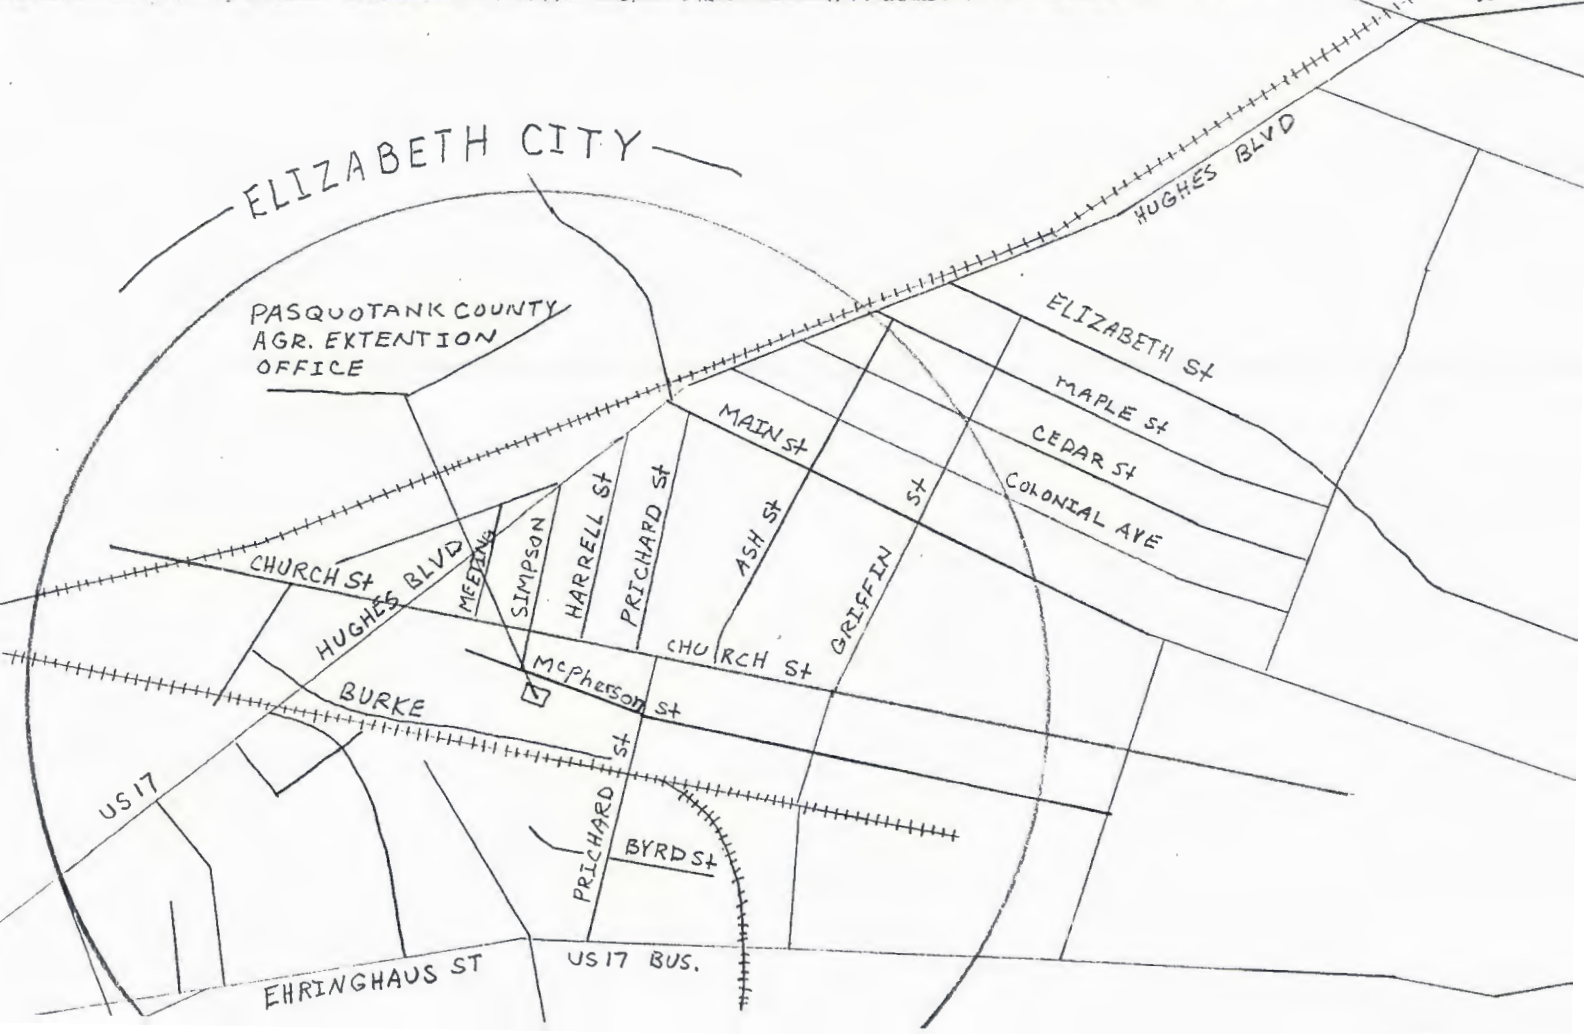 ELIZABETH CITY
HUGHES BLVD
PASQUOTANK COUNTY
AGR. EXTENTION
OFFICE
ELIZABETH St
MAPLE St
CEDAR St
COLONIAL AVE
MAIN St
CHURCH St
HUGHES BLVD
MEETING
SIMPSON
HARRELL St
PRICHARD St
ASH St
GRIFFIN St
CHURCH St
McPherson St
BURKE
US 17
PRICHARD St
BYRD St
EHRINGHAUS ST
US 17 BUS.